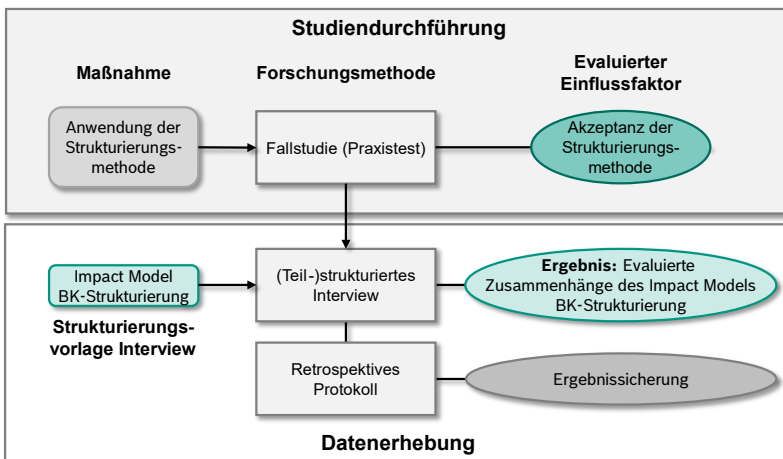 Studiendurchführung
Maßnahme
Forschungsmethode
Evaluierter
Einflussfaktor
Anwendung der
Strukturierungs-
methode
Fallstudie (Praxistest)
Akzeptanz der
Strukturierungs-
methode
Impact Model
BK-Strukturierung
Strukturierungs-
vorlage Interview
(Teil-)strukturiertes
Interview
Ergebnis: Evaluierte
Zusammenhänge des Impact Models
BK-Strukturierung
Retrospektives
Protokoll
Ergebnissicherung
Datenerhebung